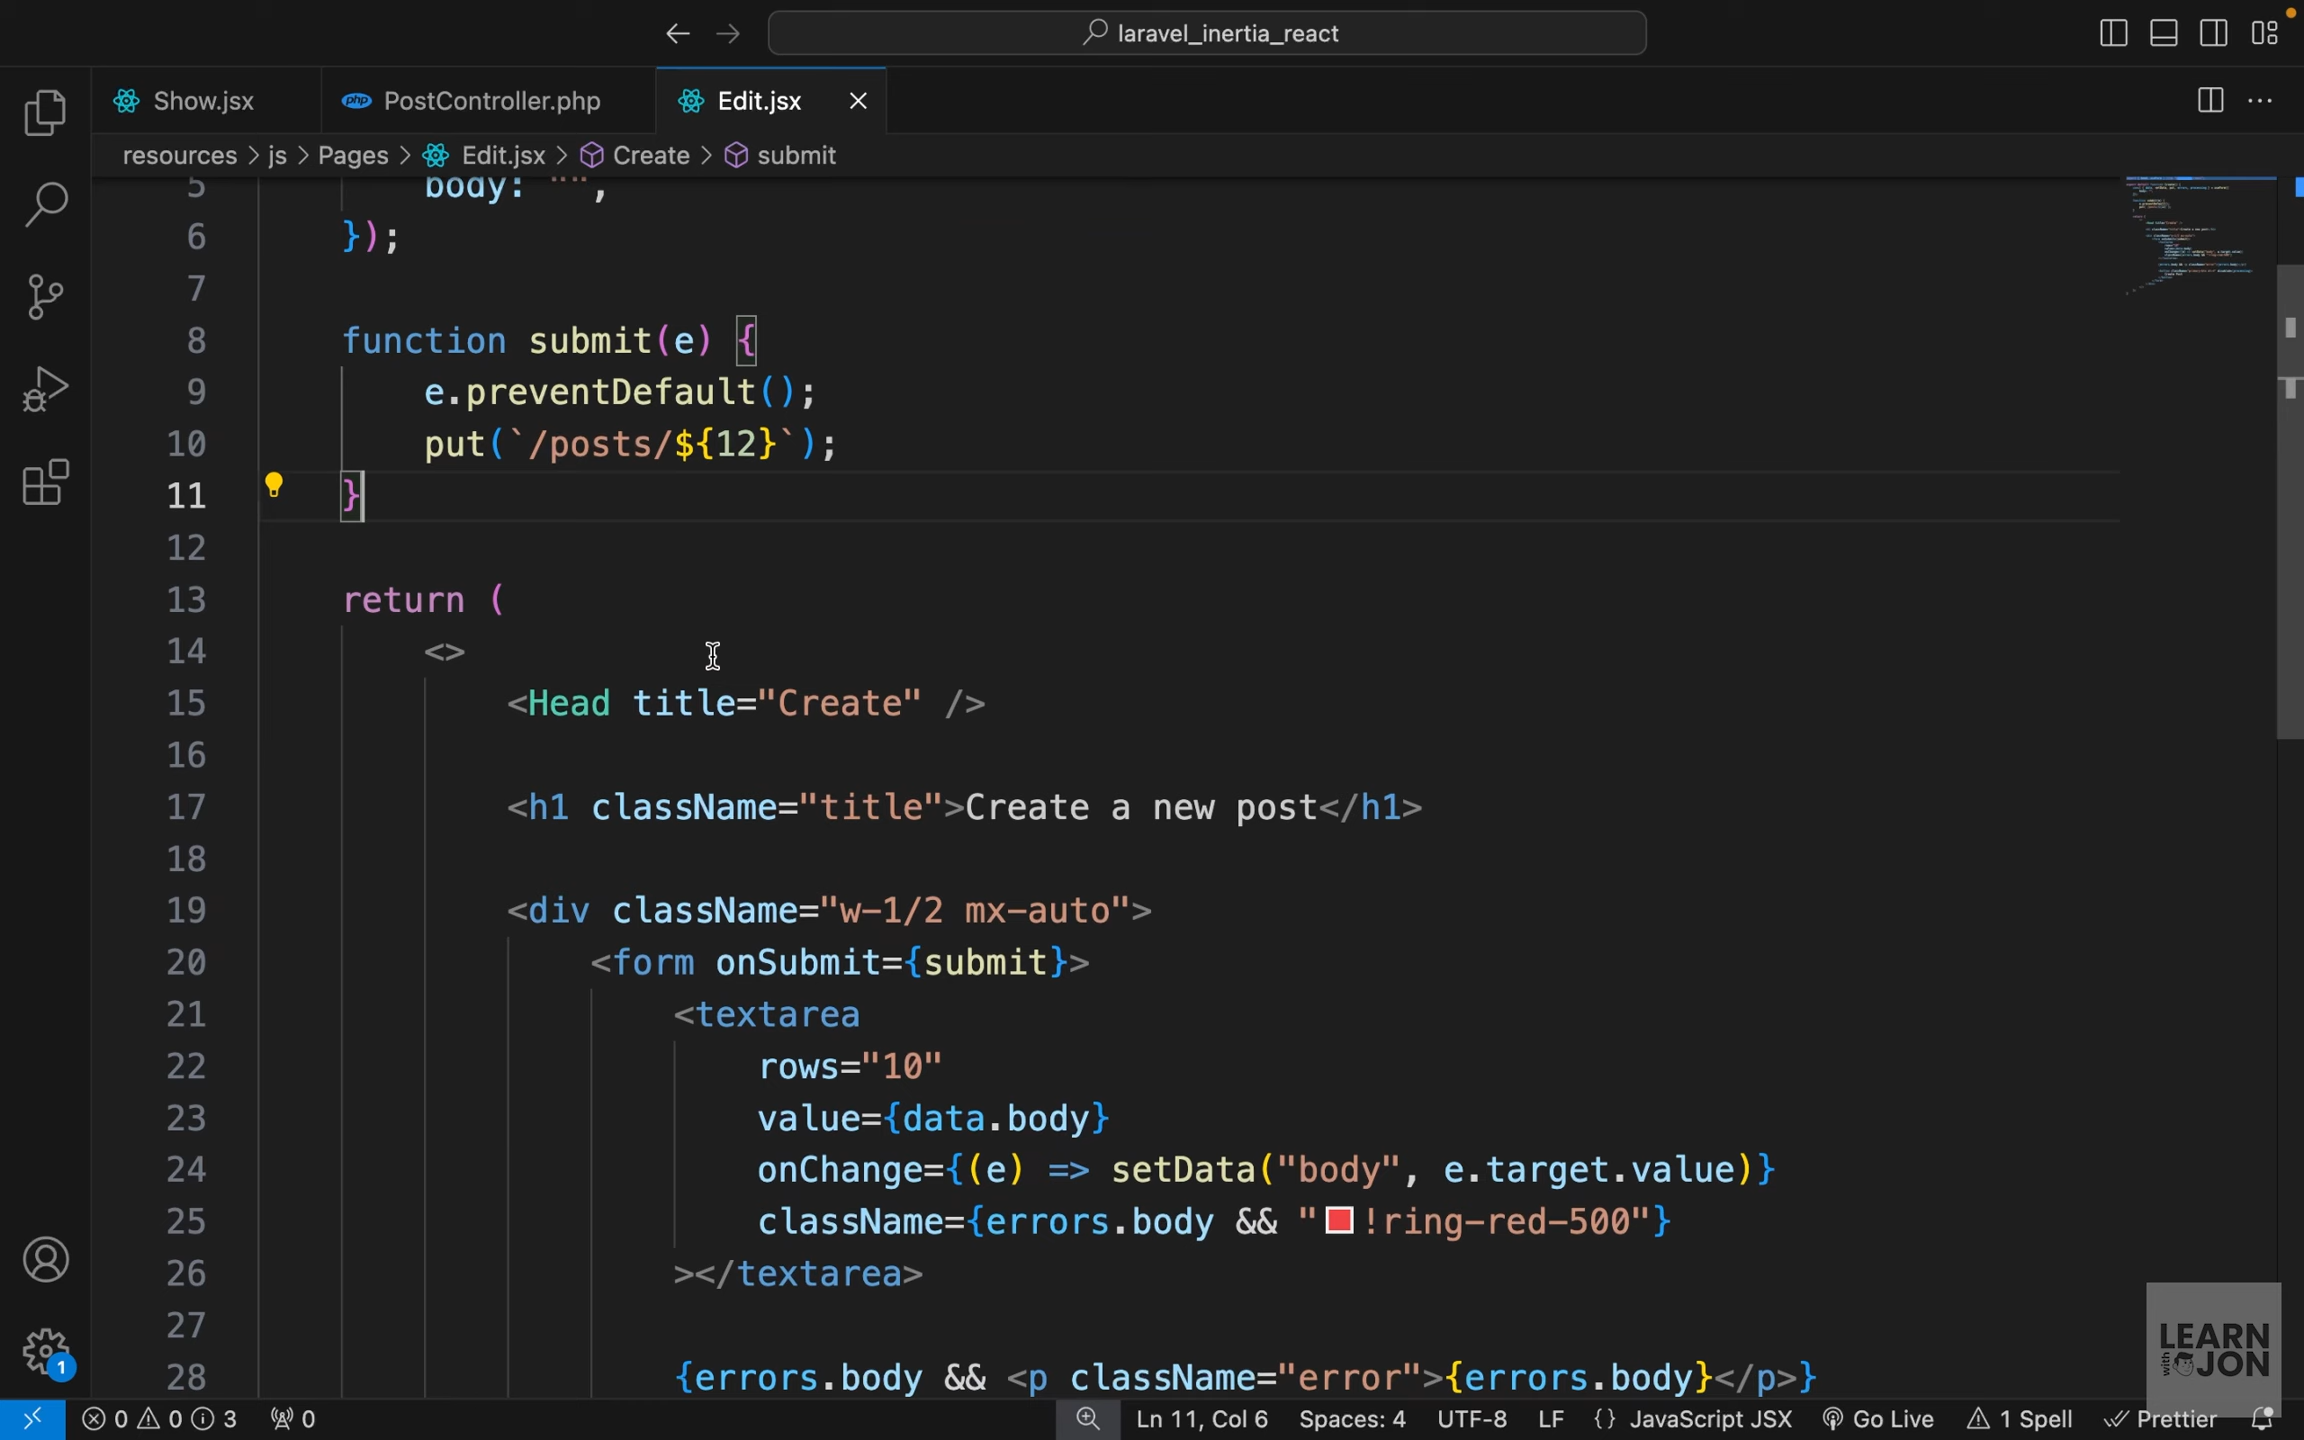 laravel_inertia_react
Show.jsx
PostController.php
Edit.jsx
resources > js > Pages > Edit.jsx > Create > submit
5 body: "",
6 });
7
8 function submit(e) {
9 e.preventDefault();
10 put(`/posts/${12}`);
11 }
12
13 return (
14 <>
15 <Head title="Create" />
16
17 <h1 className="title">Create a new post</h1>
18
19 <div className="w-1/2 mx-auto">
20 <form onSubmit={submit}>
21 <textarea
22 rows="10"
23 value={data.body}
24 onChange={(e) => setData("body", e.target.value)}
25 className={errors.body && "!ring-red-500"}
26 ></textarea>
27
28 {errors.body && <p className="error">{errors.body}</p>}
1
LEARN
with JON
0 0 3 0 Ln 11, Col 6 Spaces: 4 UTF-8 LF {} JavaScript JSX Go Live 1 Spell Prettier